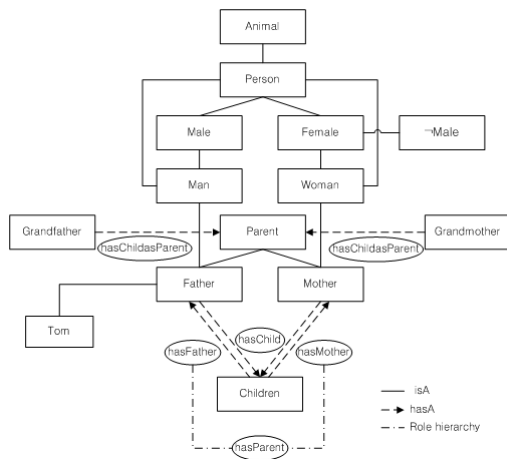 Animal
Person
Male
Female
¬Male
Man
Woman
Grandfather
hasChildasParent
Parent
hasChildasParent
Grandmother
Father
Mother
Tom
hasFather
hasChild
hasMother
Children
hasParent
isA
hasA
Role hierarchy